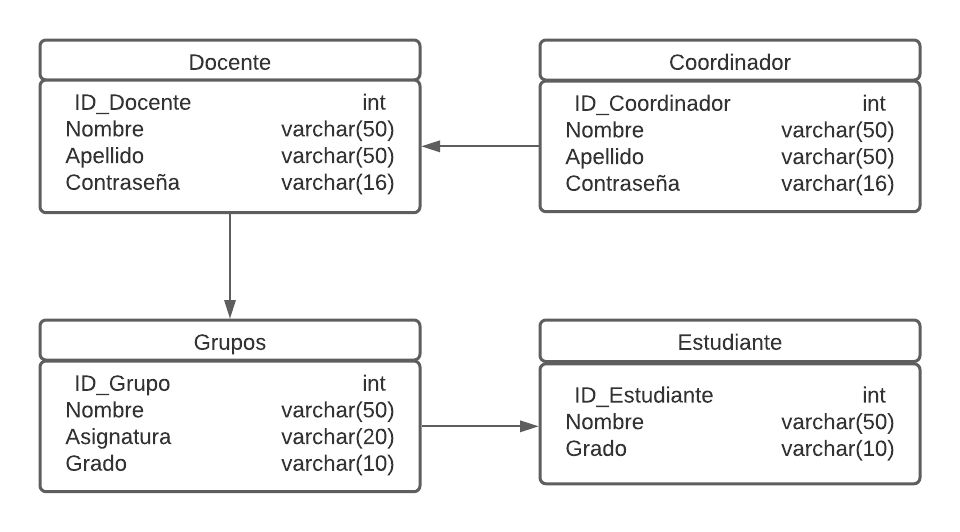 Docente
ID_Docente int
Nombre varchar(50)
Apellido varchar(50)
Contraseña varchar(16)
Coordinador
ID_Coordinador int
Nombre varchar(50)
Apellido varchar(50)
Contraseña varchar(16)
Grupos
ID_Grupo int
Nombre varchar(50)
Asignatura varchar(20)
Grado varchar(10)
Estudiante
ID_Estudiante int
Nombre varchar(50)
Grado varchar(10)